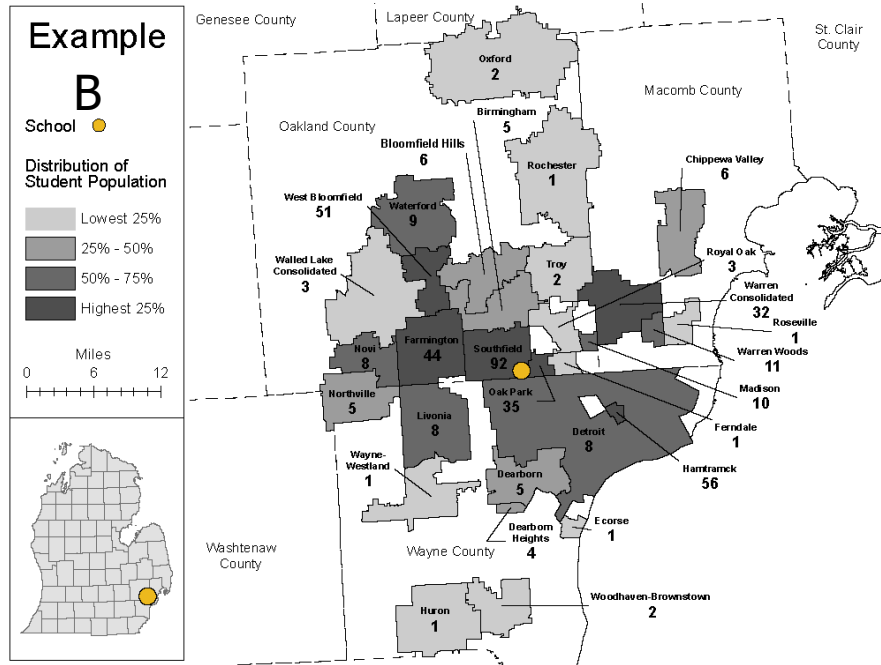 Example
B
School
Distribution of
Student Population
Lowest 25%
25% - 50%
50% - 75%
Highest 25%
Miles
0 6 12
Genesee County
Lapeer County
St. Clair
County
Oxford
2
Macomb County
Birmingham
5
Oakland County
Bloomfield Hills
6
Rochester
1
Chippewa Valley
6
West Bloomfield
51
Waterford
9
Walled Lake
Consolidated
3
Troy
2
Royal Oak
3
Warren
Consolidated
32
Roseville
1
Farmington
44
Southfield
92
Novi
8
Warren Woods
11
Northville
5
Oak Park
35
Madison
10
Livonia
8
Detroit
8
Ferndale
1
Wayne-
Westland
1
Dearborn
5
Hamtramck
56
Dearborn
Heights
4
Ecorse
1
Washtenaw
County
Wayne County
Huron
1
Woodhaven-Brownstown
2